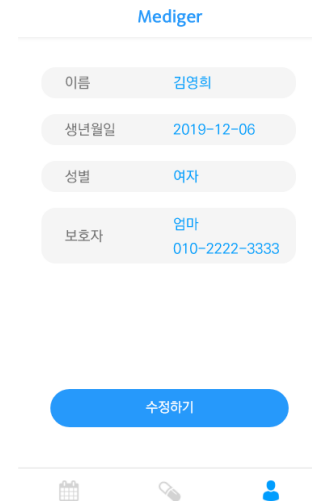 Mediger
이름 김영희
생년월일 2019-12-06
성별 여자
보호자 엄마
010-2222-3333
수정하기